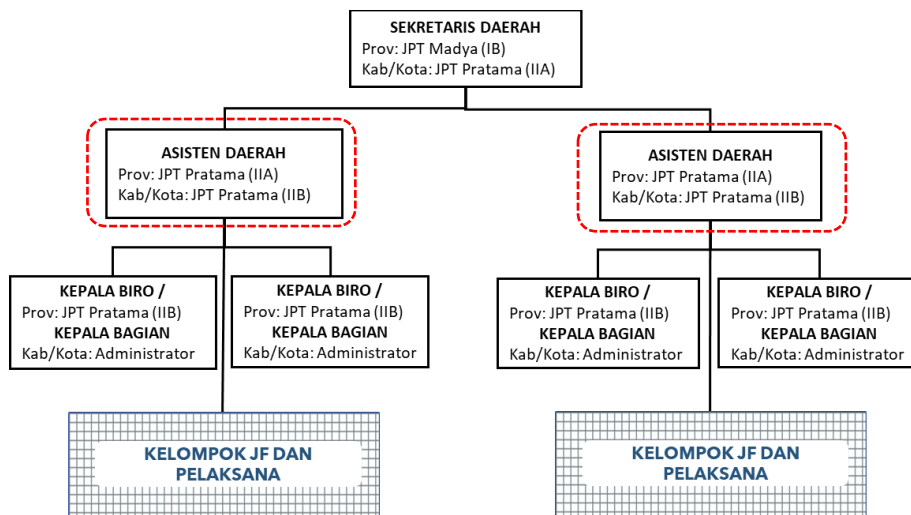 SEKRETARIS DAERAH
Prov: JPT Madya (IB)
Kab/Kota: JPT Pratama (IIA)
ASISTEN DAERAH
Prov: JPT Pratama (IIA)
Kab/Kota: JPT Pratama (IIB)
ASISTEN DAERAH
Prov: JPT Pratama (IIA)
Kab/Kota: JPT Pratama (IIB)
KEPALA BIRO /
Prov: JPT Pratama (IIB)
KEPALA BAGIAN
Kab/Kota: Administrator
KEPALA BIRO /
Prov: JPT Pratama (IIB)
KEPALA BAGIAN
Kab/Kota: Administrator
KEPALA BIRO /
Prov: JPT Pratama (IIB)
KEPALA BAGIAN
Kab/Kota: Administrator
KEPALA BIRO /
Prov: JPT Pratama (IIB)
KEPALA BAGIAN
Kab/Kota: Administrator
KELOMPOK JF DAN
PELAKSANA
KELOMPOK JF DAN
PELAKSANA